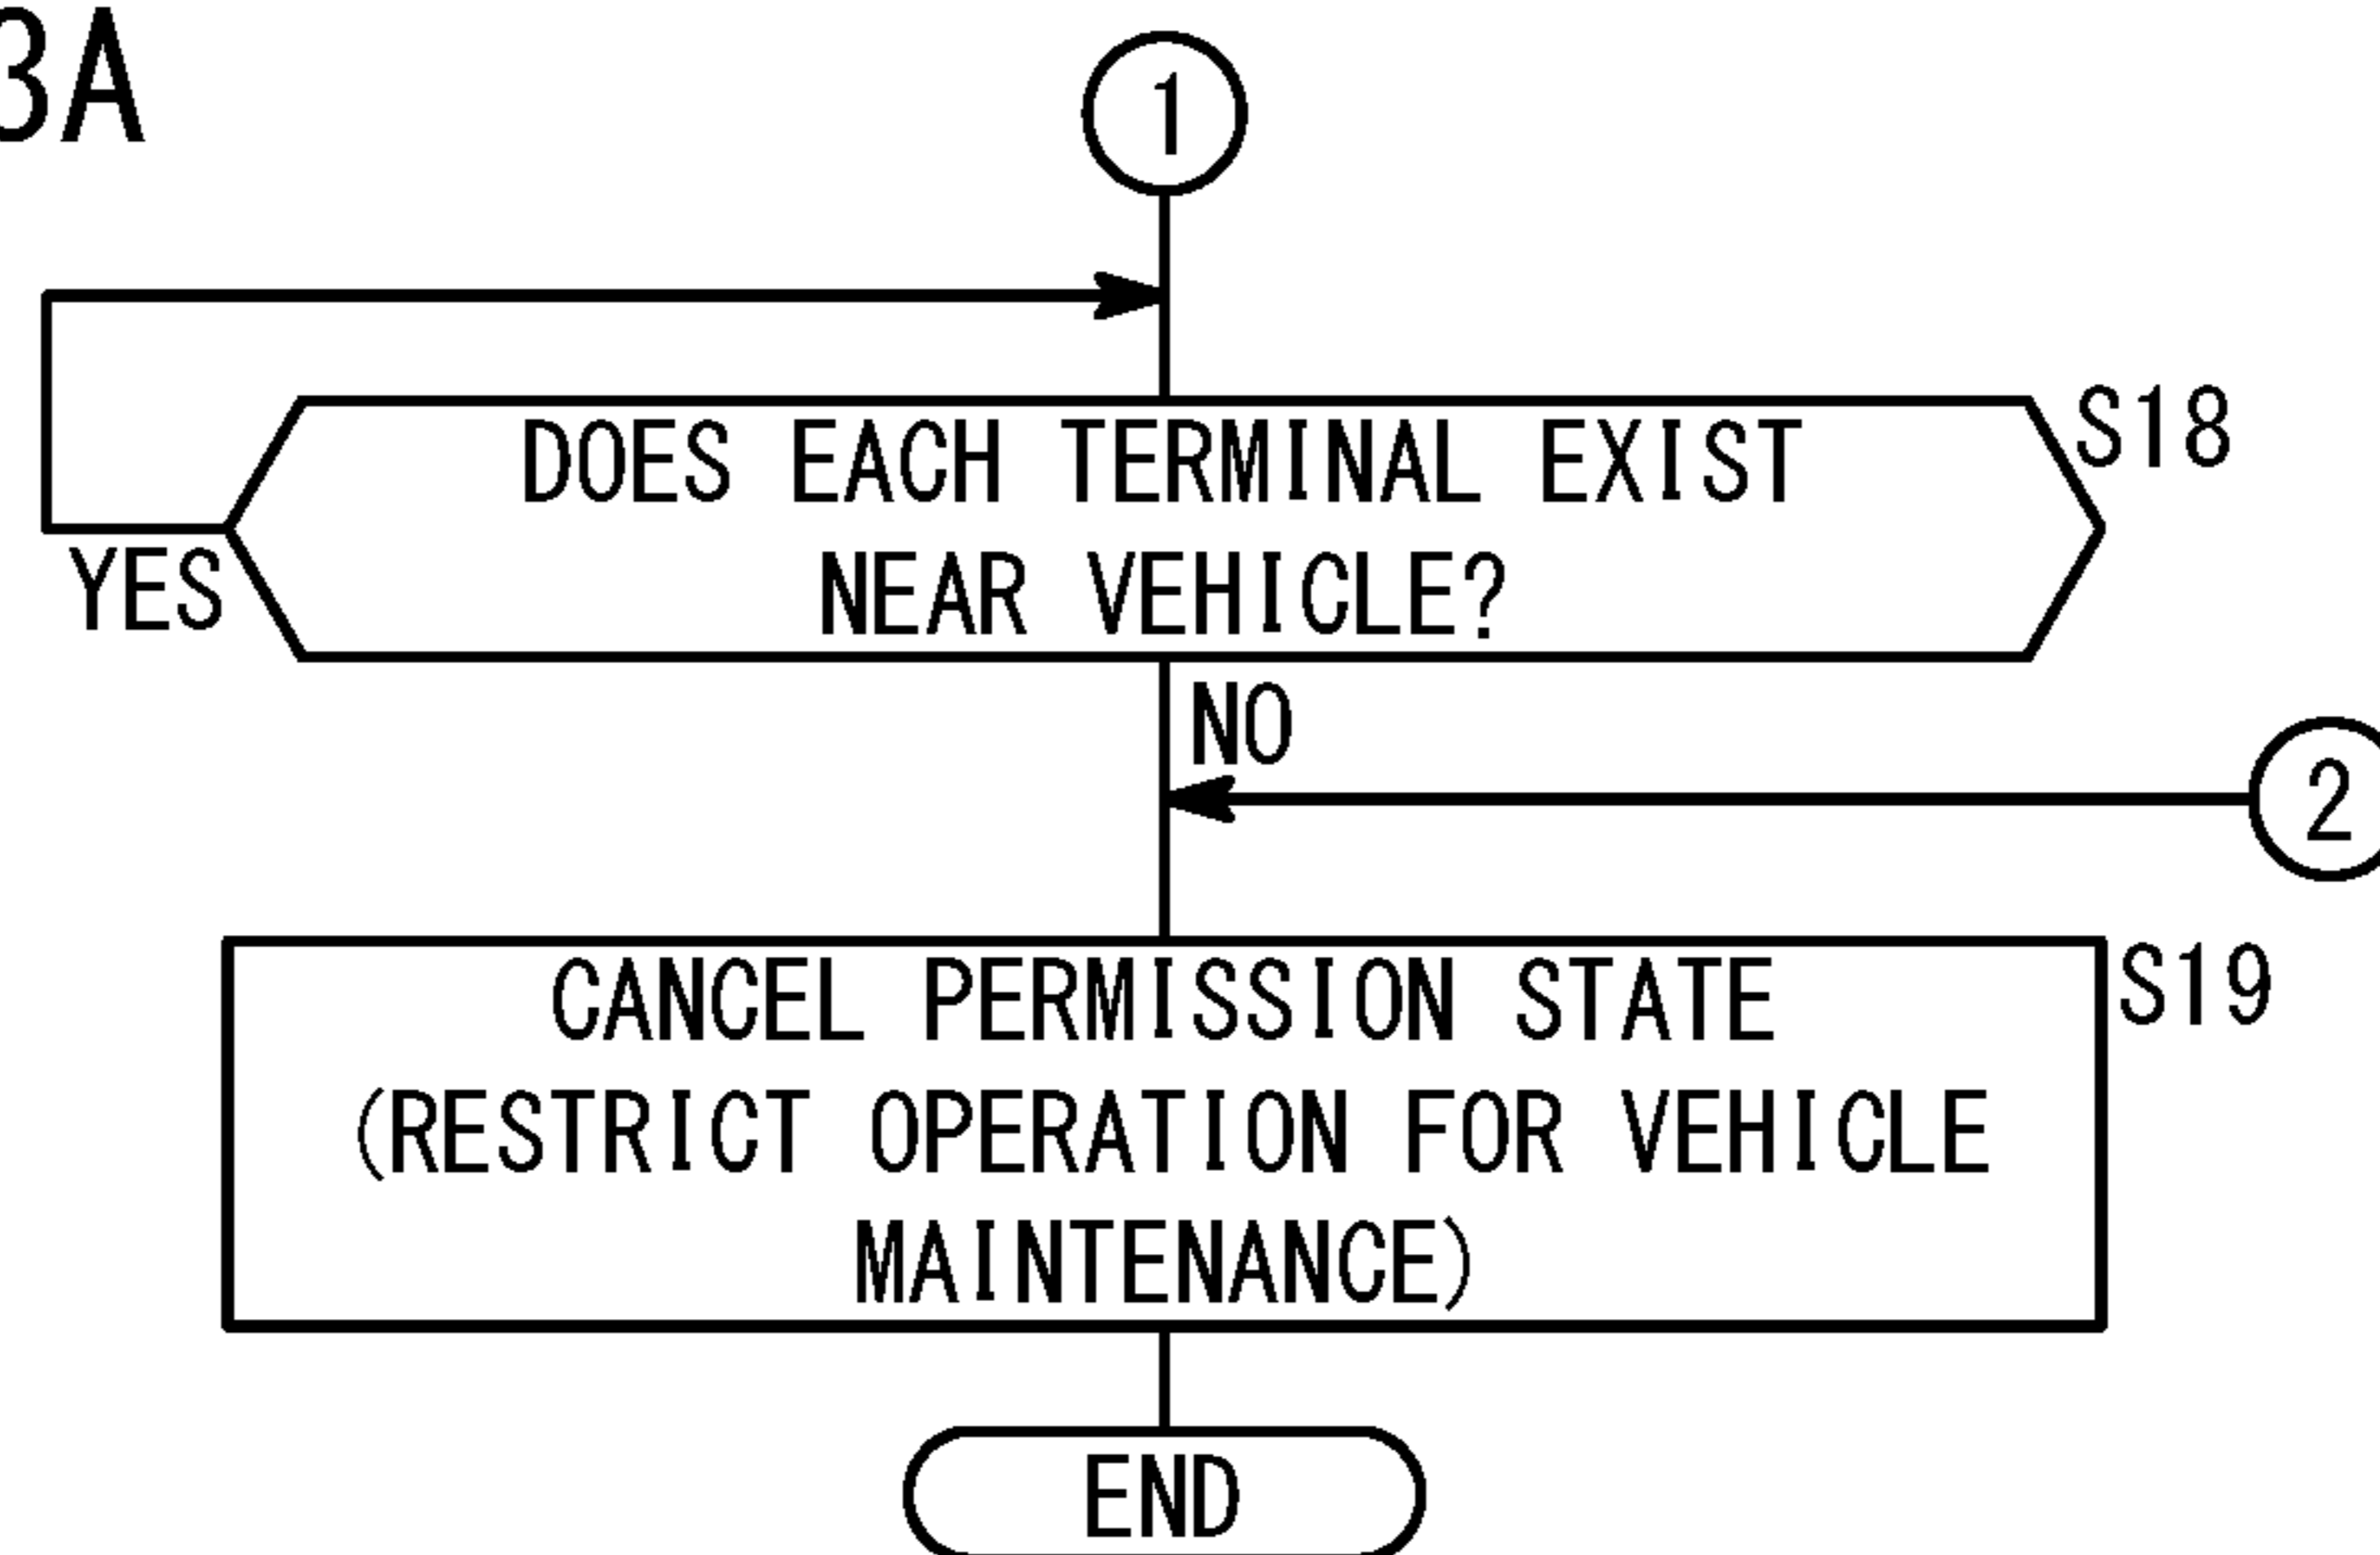 3A
1
DOES EACH TERMINAL EXIST
NEAR VEHICLE?
S18
YES
NO
2
CANCEL PERMISSION STATE
(RESTRICT OPERATION FOR VEHICLE
MAINTENANCE)
S19
END